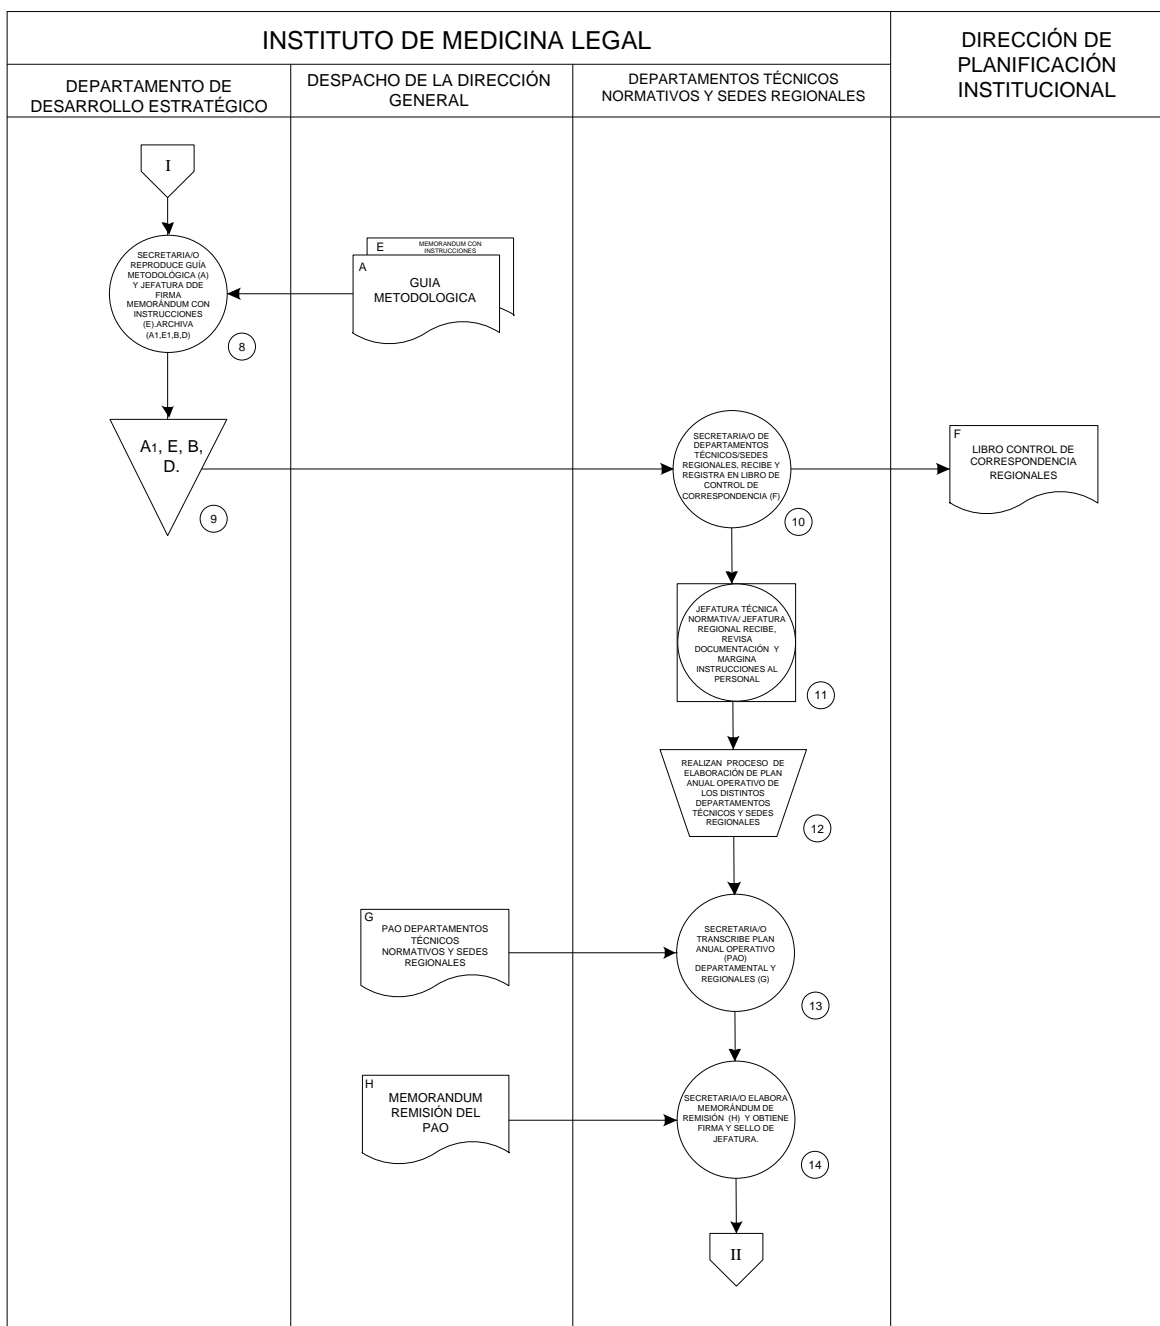 INSTITUTO DE MEDICINA LEGAL
DIRECCIÓN DE
PLANIFICACIÓN
INSTITUCIONAL
DEPARTAMENTO DE
DESARROLLO ESTRATÉGICO
DESPACHO DE LA DIRECCIÓN
GENERAL
DEPARTAMENTOS TÉCNICOS
NORMATIVOS Y SEDES REGIONALES
I
SECRETARIA/O
REPRODUCE GUÍA
METODOLÓGICA (A)
Y JEFATURA DDE
FIRMA
MEMORÁNDUM CON
INSTRUCCIONES
(E).ARCHIVA
(A1,E1,B,D)
8
E
MEMORANDUM CON
INSTRUCCIONES
A
GUIA
METODOLOGICA
A1, E, B,
D.
9
SECRETARIA/O DE
DEPARTAMENTOS
TÉCNICOS/SEDES
REGIONALES, RECIBE Y
REGISTRA EN LIBRO DE
CONTROL DE
CORRESPONDENCIA (F)
10
F
LIBRO CONTROL DE
CORRESPONDENCIA
REGIONALES
JEFATURA TÉCNICA
NORMATIVA/ JEFATURA
REGIONAL RECIBE,
REVISA
DOCUMENTACIÓN Y
MARGINA
INSTRUCCIONES AL
PERSONAL
11
REALIZAN PROCESO DE
ELABORACIÓN DE PLAN
ANUAL OPERATIVO DE
LOS DISTINTOS
DEPARTAMENTOS
TÉCNICOS Y SEDES
REGIONALES
12
G
PAO DEPARTAMENTOS
TÉCNICOS
NORMATIVOS Y SEDES
REGIONALES
SECRETARIA/O
TRANSCRIBE PLAN
ANUAL OPERATIVO
(PAO)
DEPARTAMENTAL Y
REGIONALES (G)
13
H
MEMORANDUM
REMISIÓN DEL
PAO
SECRETARIA/O ELABORA
MEMORÁNDUM DE
REMISIÓN (H) Y OBTIENE
FIRMA Y SELLO DE
JEFATURA.
14
II